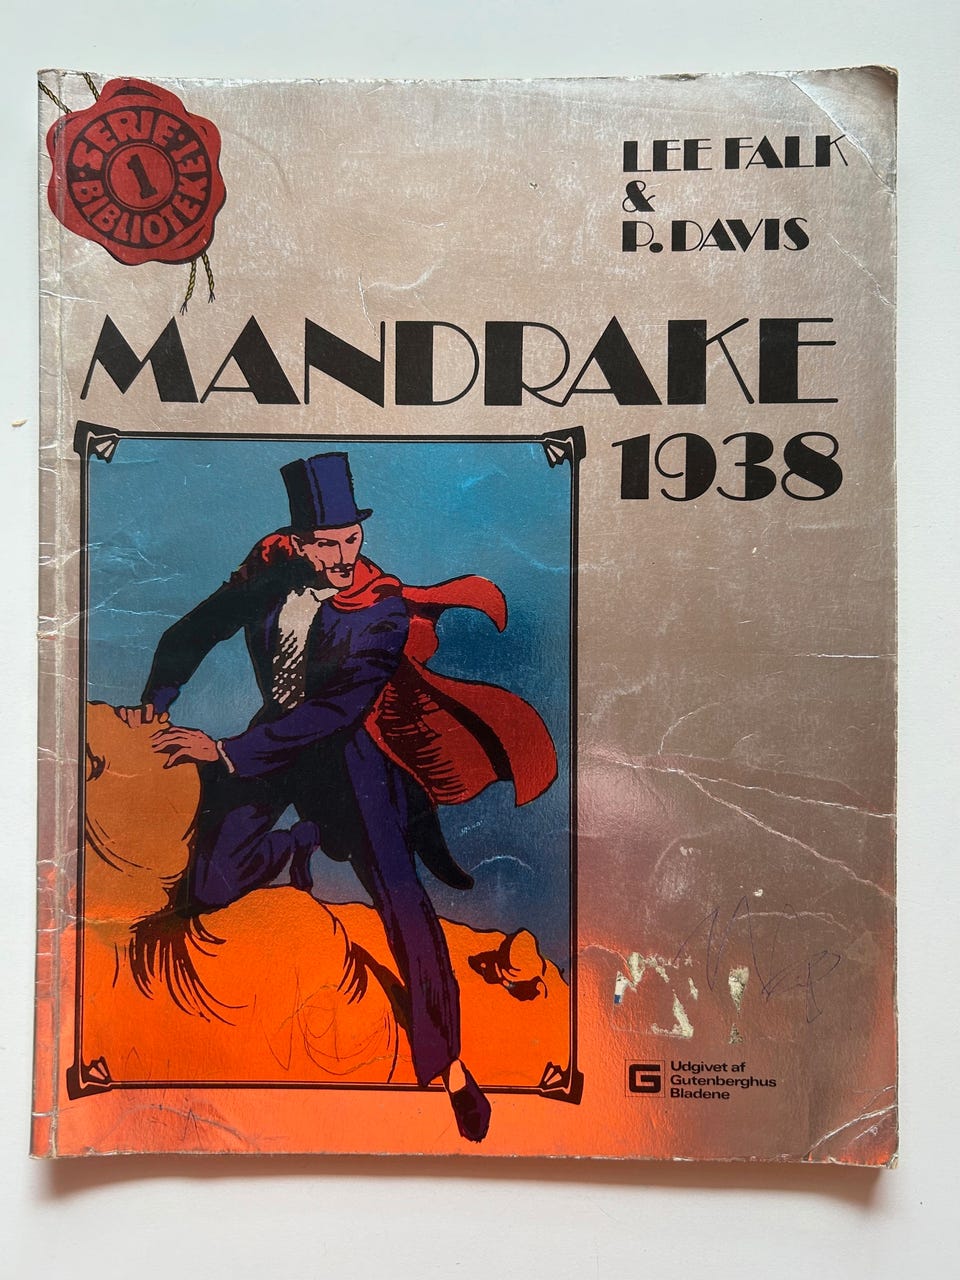 SERIE·
1
·BIBLIOTEKET
LEE FALK
&
P. DAVIS
MANDRAKE
1938
G
Udgivet af
Gutenberghus
Bladene